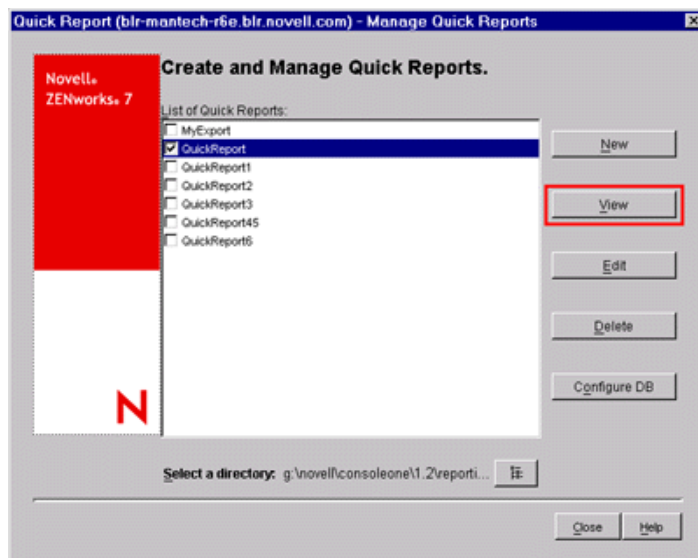 Quick Report (blr-mantech-r6e.blr.novell.com) - Manage Quick Reports
Novell®
ZENworks® 7
Create and Manage Quick Reports.
List of Quick Reports:
MyExport
QuickReport
QuickReport1
QuickReport2
QuickReport3
QuickReport45
QuickReport6
New
View
Edit
Delete
Configure DB
N
Select a directory: g:\novell\consoleone\1.2\reporti...
Close
Help